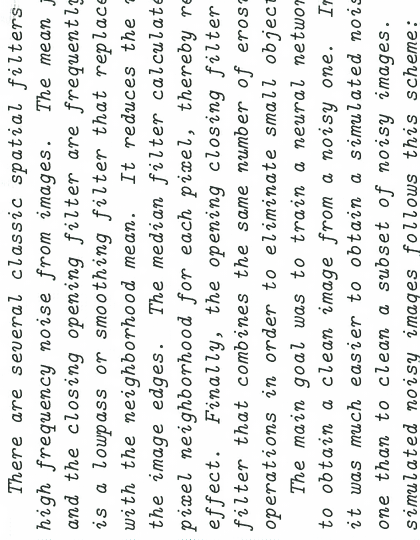 There are several classic spatial filters
high frequency noise from images. The mean
and the closing opening filter are frequently
is a lowpass or smoothing filter that replace
with the neighborhood mean. It reduces the
the image edges. The median filter calculate
pixel neighborhood for each pixel, thereby re
effect. Finally, the opening closing filter
filter that combines the same number of erosi
operations in order to eliminate small object
The main goal was to train a neural networ
to obtain a clean image from a noisy one. In
it was much easier to obtain a simulated nois
one than to clean a subset of noisy images.
simulated noisy images follows this scheme: